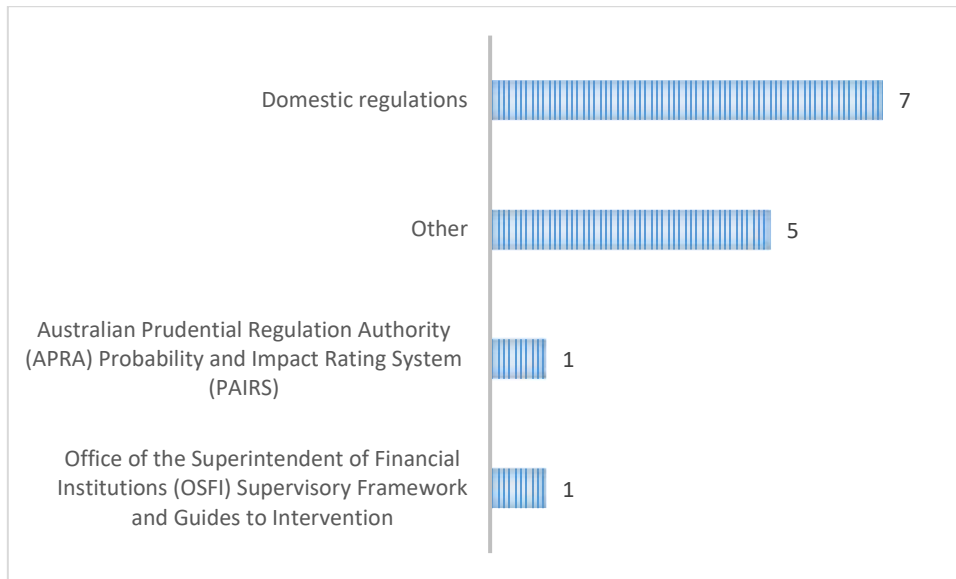 Domestic regulations
7
Other
5
Australian Prudential Regulation Authority
(APRA) Probability and Impact Rating System
(PAIRS)
1
Office of the Superintendent of Financial
Institutions (OSFI) Supervisory Framework
and Guides to Intervention
1